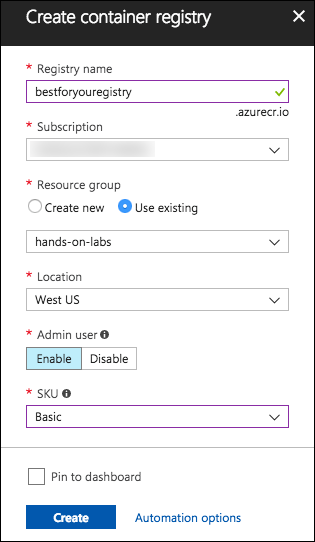 Create container registry
* Registry name
bestforyouregistry
.azurecr.io
* Subscription
* Resource group
Create new Use existing
hands-on-labs
* Location
West US
* Admin user
Enable Disable
* SKU
Basic
Pin to dashboard
Create Automation options